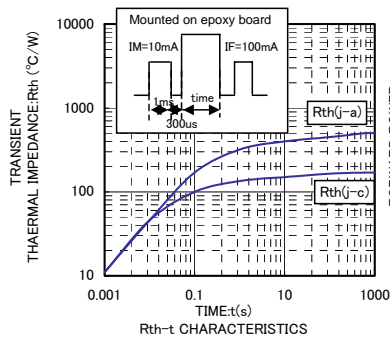 Mounted on epoxy board
IM=10mA
IF=100mA
1ms
time
300us
TRANSIENT
THAERMAL IMPEDANCE:Rth (℃/W)
10000
1000
100
10
Rth(j-a)
Rth(j-c)
0.001
0.1
10
1000
TIME:t(s)
Rth-t CHARACTERISTICS